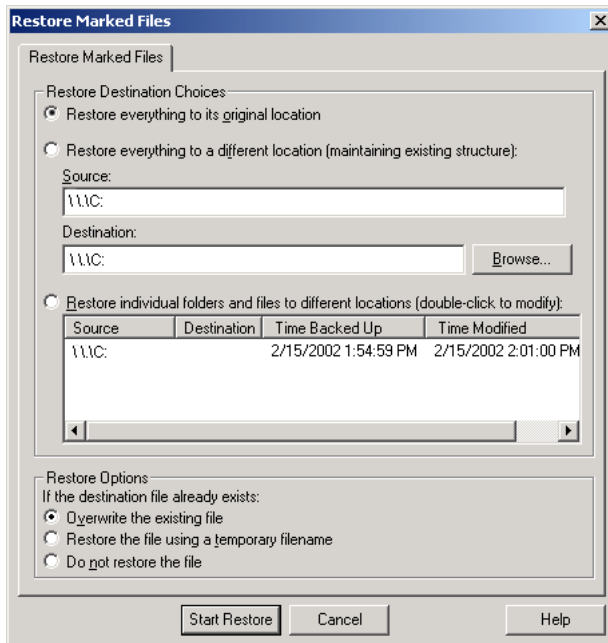 Restore Marked Files
Restore Marked Files
Restore Destination Choices
Restore everything to its original location
Restore everything to a different location (maintaining existing structure):
Source:
\\.\C:
Destination:
\\.\C:
Browse...
Restore individual folders and files to different locations (double-click to modify):
Source Destination Time Backed Up Time Modified
\\.\C: 2/15/2002 1:54:59 PM 2/15/2002 2:01:00 PM
Restore Options
If the destination file already exists:
Overwrite the existing file
Restore the file using a temporary filename
Do not restore the file
Start Restore Cancel Help